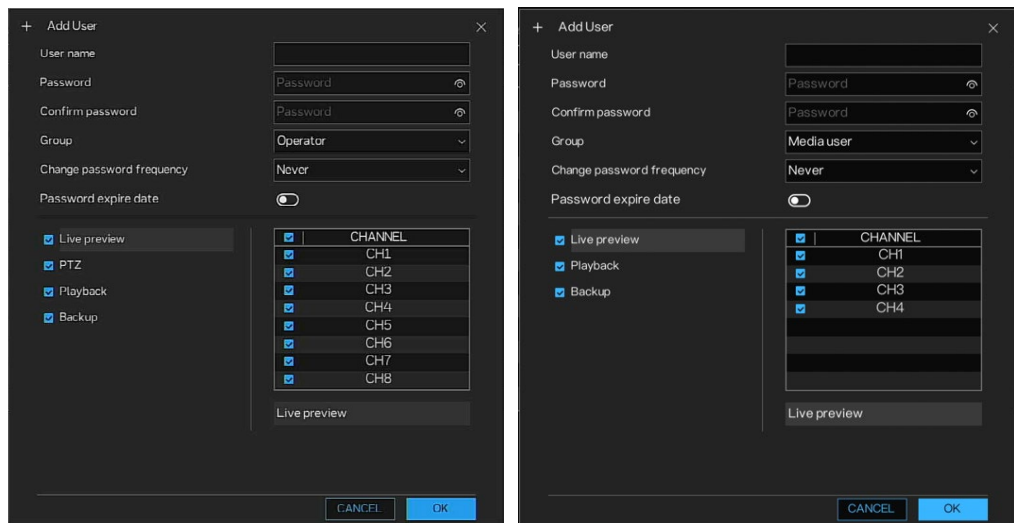 + Add User ×
User name
Password Password
Confirm password Password
Group Operator
Change password frequency Never
Password expire date
Live preview
PTZ
Playback
Backup
CHANNEL
CH1
CH2
CH3
CH4
CH5
CH6
CH7
CH8
Live preview
CANCEL OK
+ Add User ×
User name
Password Password
Confirm password Password
Group Media user
Change password frequency Never
Password expire date
Live preview
Playback
Backup
CHANNEL
CH1
CH2
CH3
CH4
Live preview
CANCEL OK